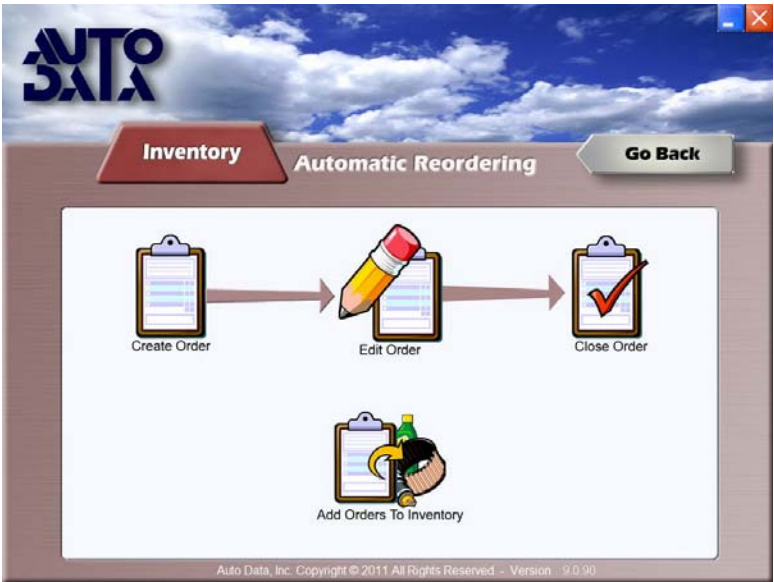 AUTO
DATA
Inventory
Automatic Reordering
Go Back
Create Order
Edit Order
Close Order
Add Orders To Inventory
Auto Data, Inc. Copyright © 2011 All Rights Reserved - Version 9.0.90